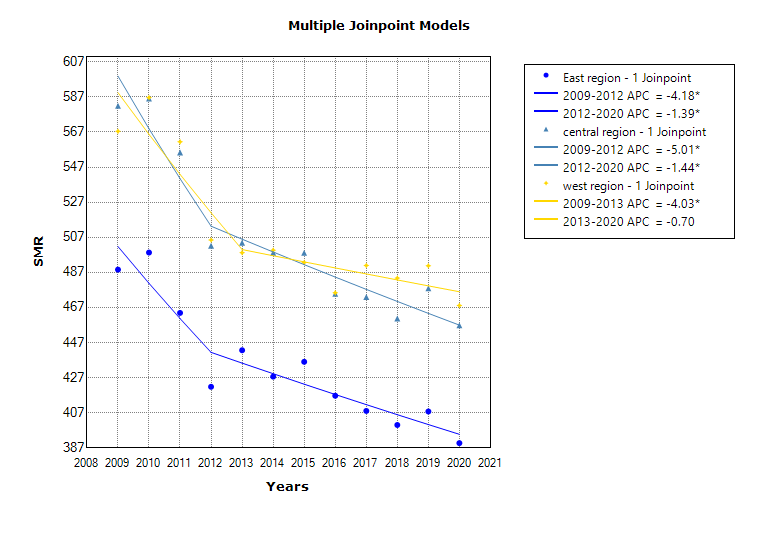 Multiple Joinpoint Models
607
587
567
547
527
507
487
467
447
427
407
387
SMR
2008 2009 2010 2011 2012 2013 2014 2015 2016 2017 2018 2019 2020 2021
Years
East region - 1 Joinpoint
2009-2012 APC = -4.18*
2012-2020 APC = -1.39*
central region - 1 Joinpoint
2009-2012 APC = -5.01*
2012-2020 APC = -1.44*
west region - 1 Joinpoint
2009-2013 APC = -4.03*
2013-2020 APC = -0.70